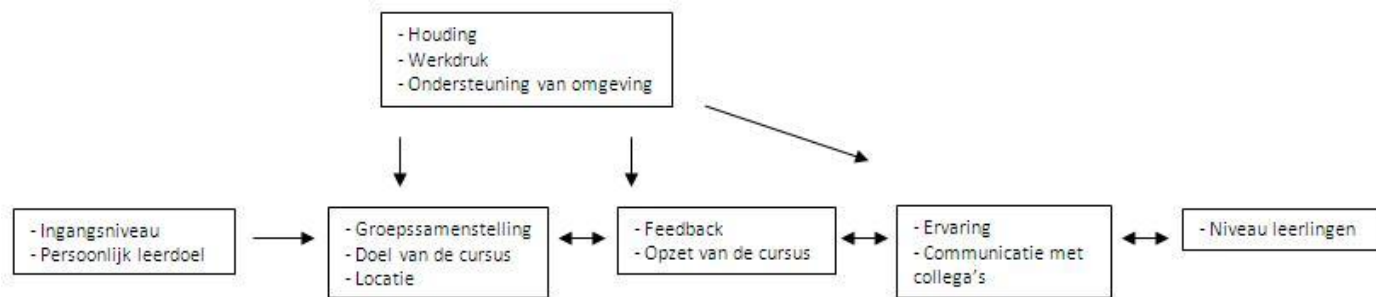 - Houding
- Werkdruk
- Ondersteuning van omgeving
- Ingangsniveau
- Persoonlijk leerdoel
- Groepssamenstelling
- Doel van de cursus
- Locatie
- Feedback
- Opzet van de cursus
- Ervaring
- Communicatie met
collega's
- Niveau leerlingen